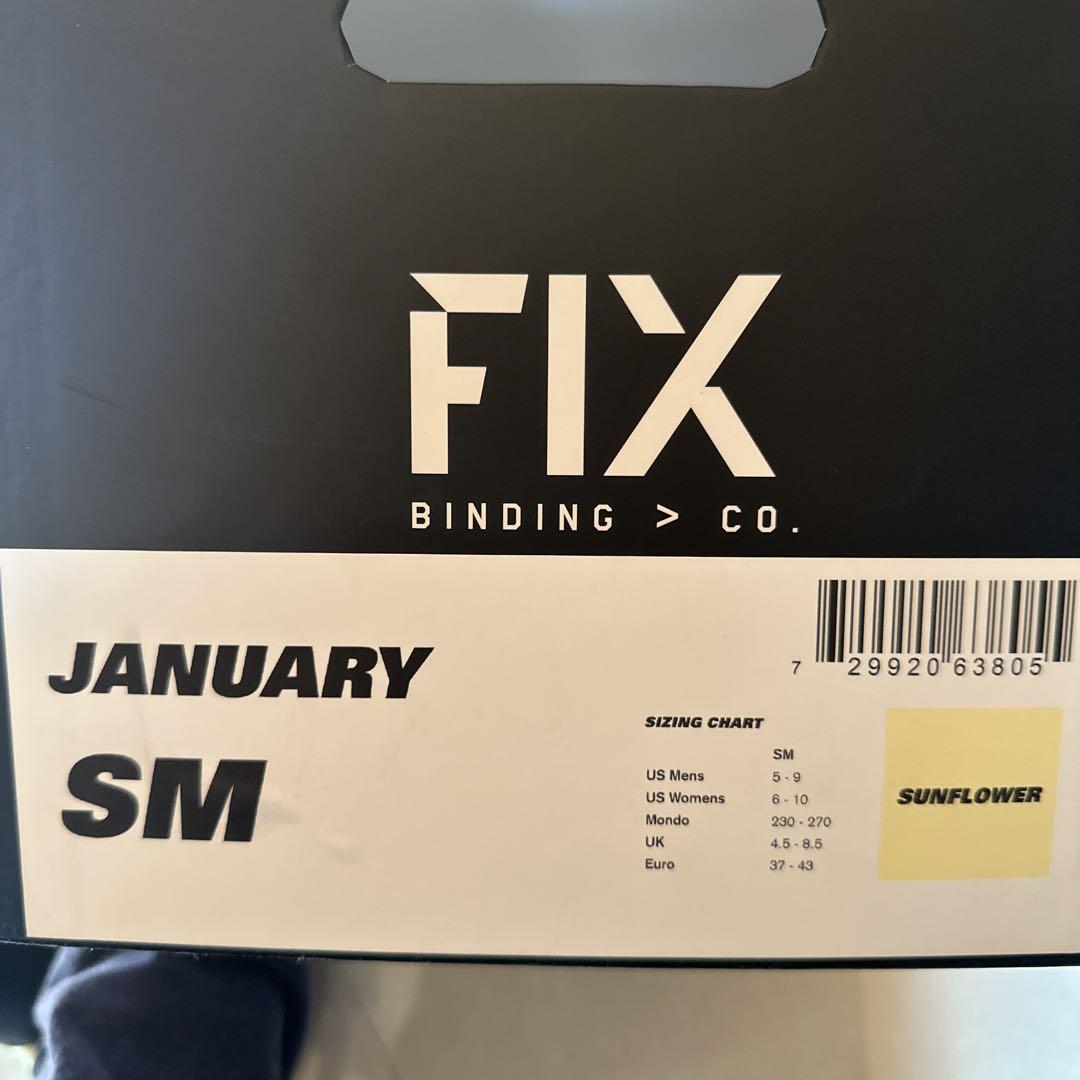 FIX
BINDING > CO.
JANUARY
SM
7 29920 63805
SIZING CHART
SM
US Mens 5 - 9
US Womens 6 - 10
Mondo 230 - 270
UK 4.5 - 8.5
Euro 37 - 43
SUNFLOWER